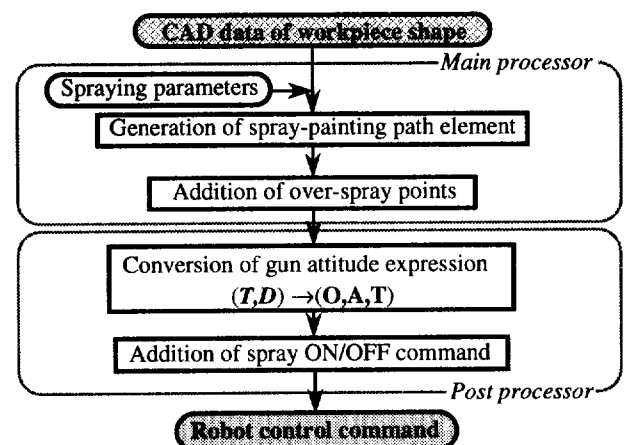 CAD data of workpiece shape
Main processor
Spraying parameters
Generation of spray-painting path element
Addition of over-spray points
Conversion of gun attitude expression
(T,D) →(O,A,T)
Addition of spray ON/OFF command
Post processor
Robot control command